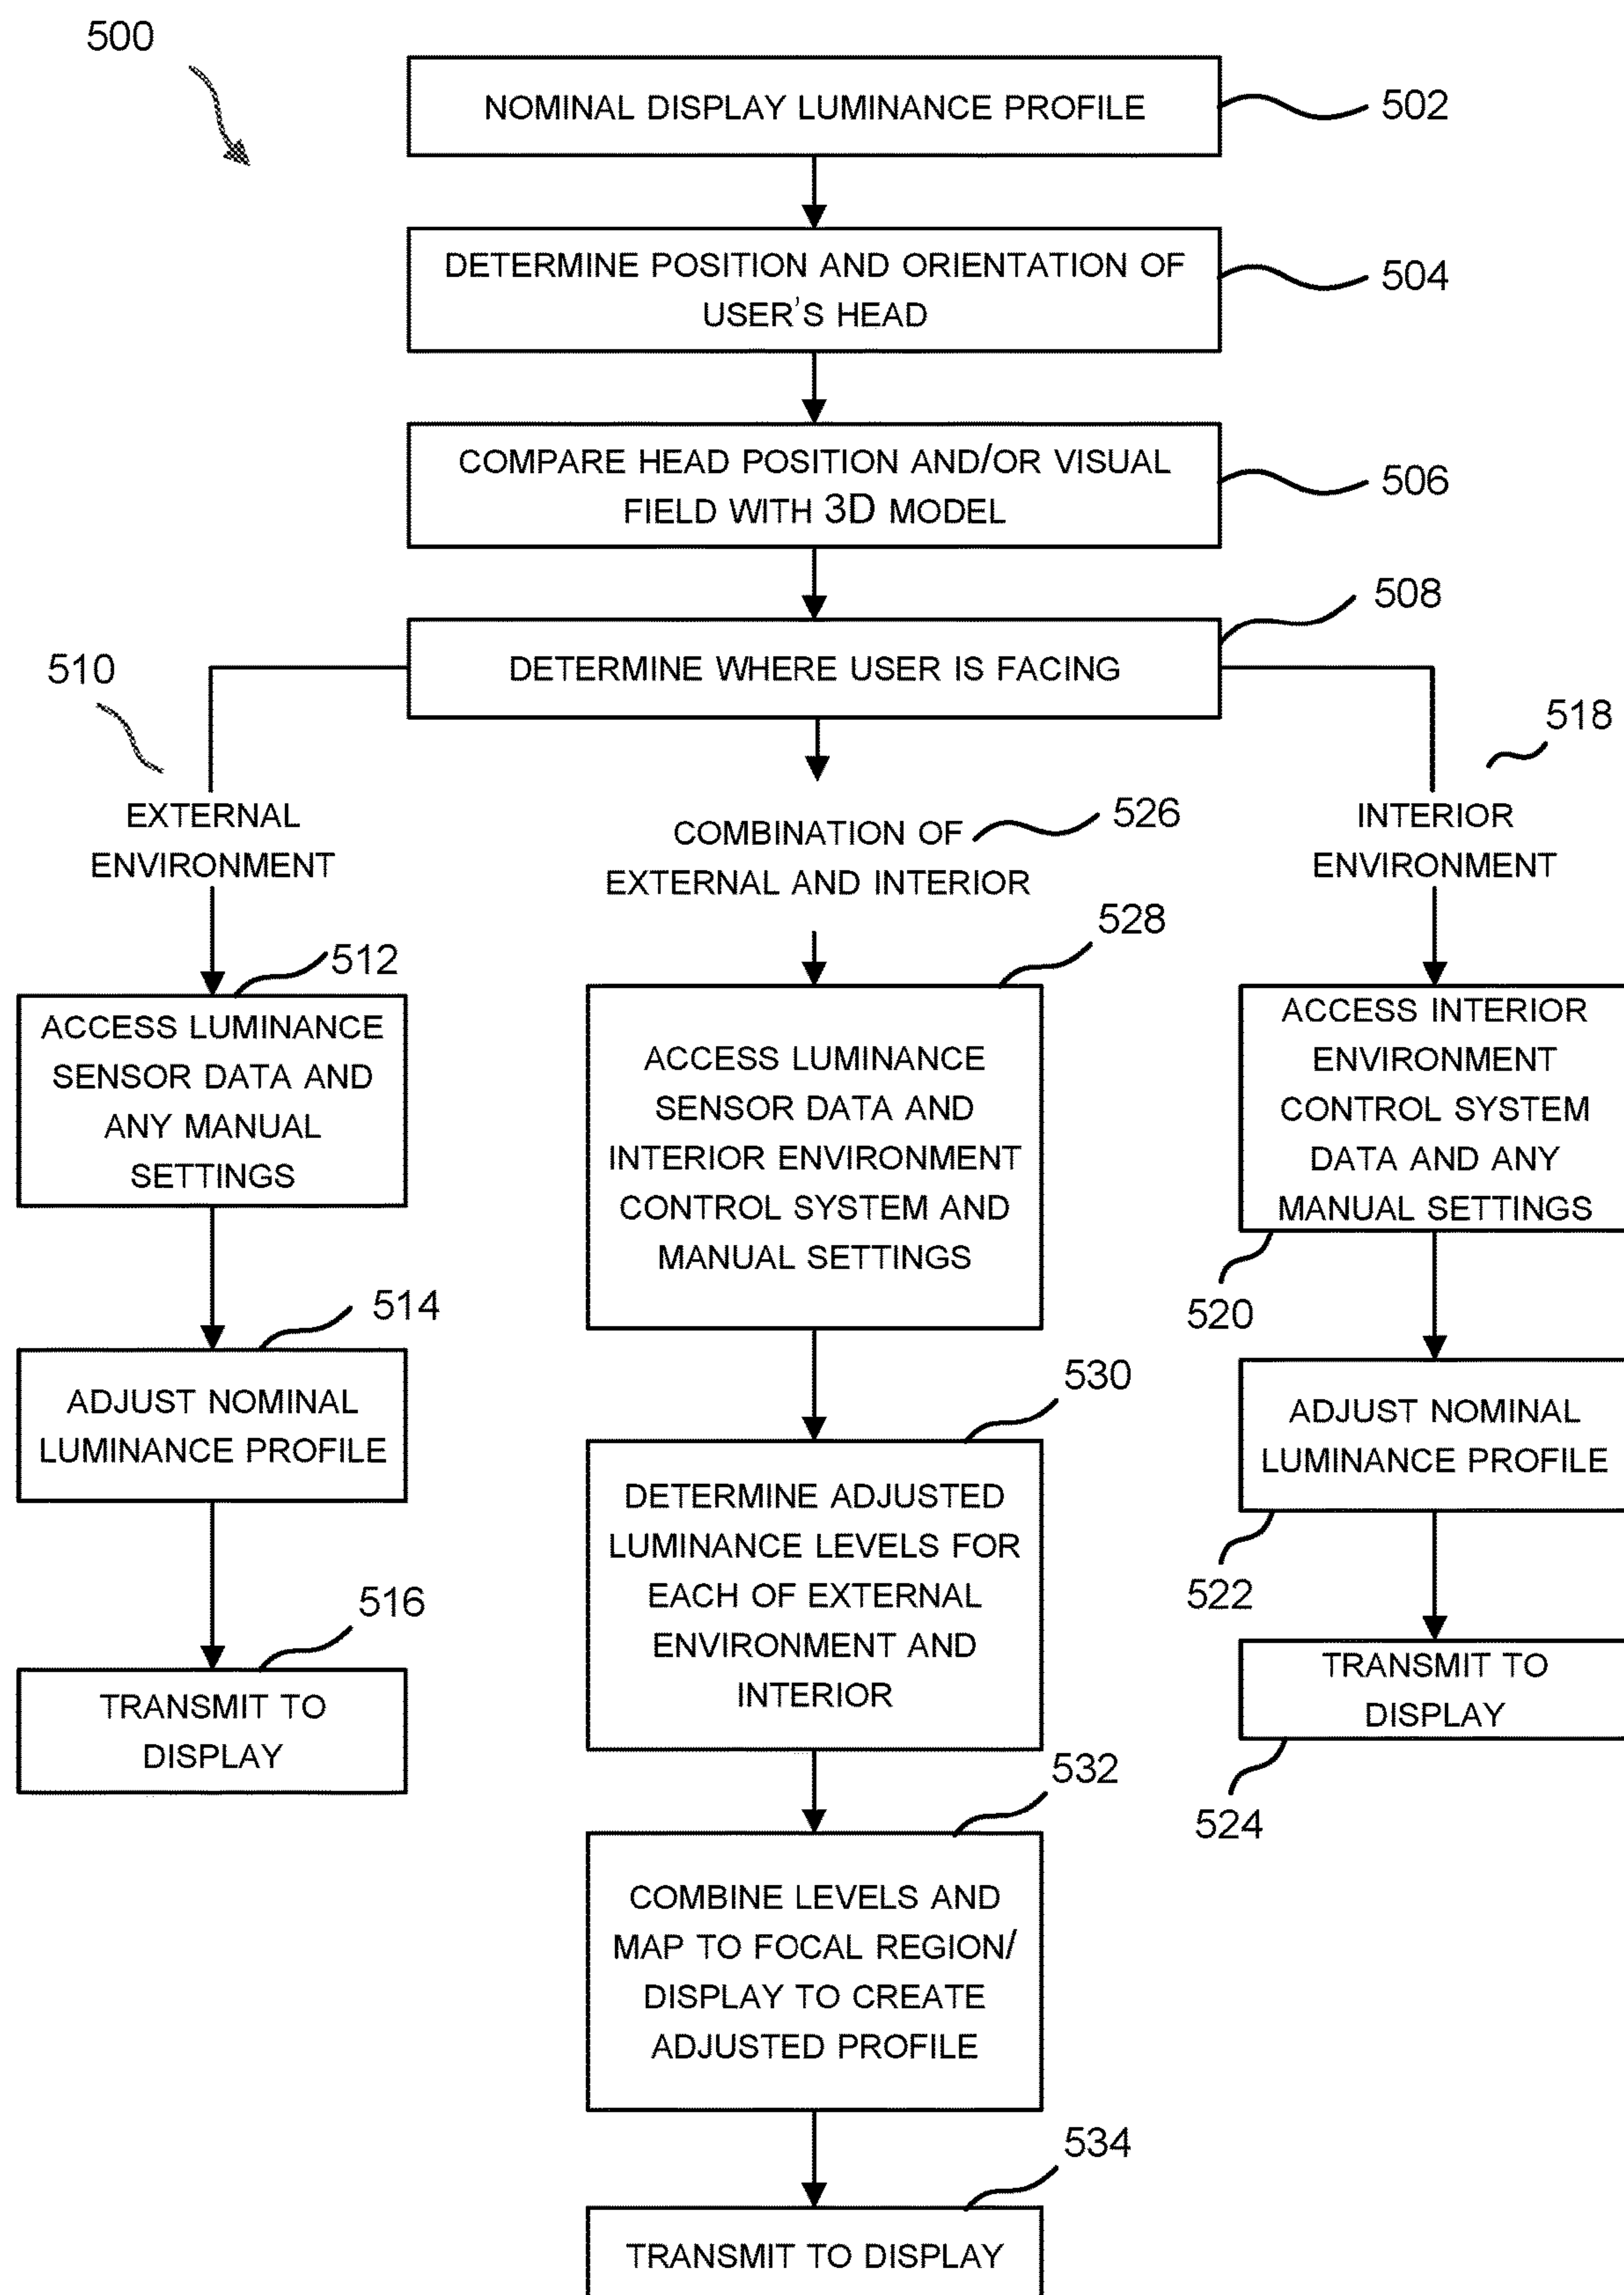 500
NOMINAL DISPLAY LUMINANCE PROFILE
502
DETERMINE POSITION AND ORIENTATION OF
USER'S HEAD
504
COMPARE HEAD POSITION AND/OR VISUAL
FIELD WITH 3D MODEL
506
508
DETERMINE WHERE USER IS FACING
510
EXTERNAL
ENVIRONMENT
512
ACCESS LUMINANCE
SENSOR DATA AND
ANY MANUAL
SETTINGS
514
ADJUST NOMINAL
LUMINANCE PROFILE
516
TRANSMIT TO
DISPLAY
526
COMBINATION OF
EXTERNAL AND INTERIOR
528
ACCESS LUMINANCE
SENSOR DATA AND
INTERIOR ENVIRONMENT
CONTROL SYSTEM AND
MANUAL SETTINGS
530
DETERMINE ADJUSTED
LUMINANCE LEVELS FOR
EACH OF EXTERNAL
ENVIRONMENT AND
INTERIOR
532
COMBINE LEVELS AND
MAP TO FOCAL REGION/
DISPLAY TO CREATE
ADJUSTED PROFILE
534
TRANSMIT TO DISPLAY
518
INTERIOR
ENVIRONMENT
ACCESS INTERIOR
ENVIRONMENT
CONTROL SYSTEM
DATA AND ANY
MANUAL SETTINGS
520
ADJUST NOMINAL
LUMINANCE PROFILE
522
TRANSMIT TO
DISPLAY
524